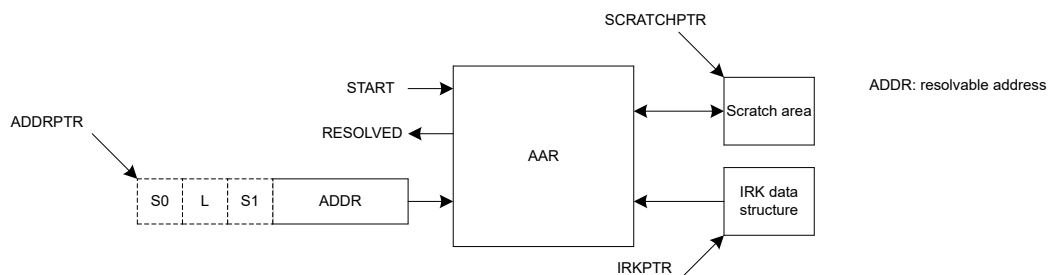 SCRATCHPTR
START
ADDR: resolvable address
Scratch area
ADDRPTR
RESOLVED
AAR
S0 L S1 ADDR
IRK data
structure
IRKPTR